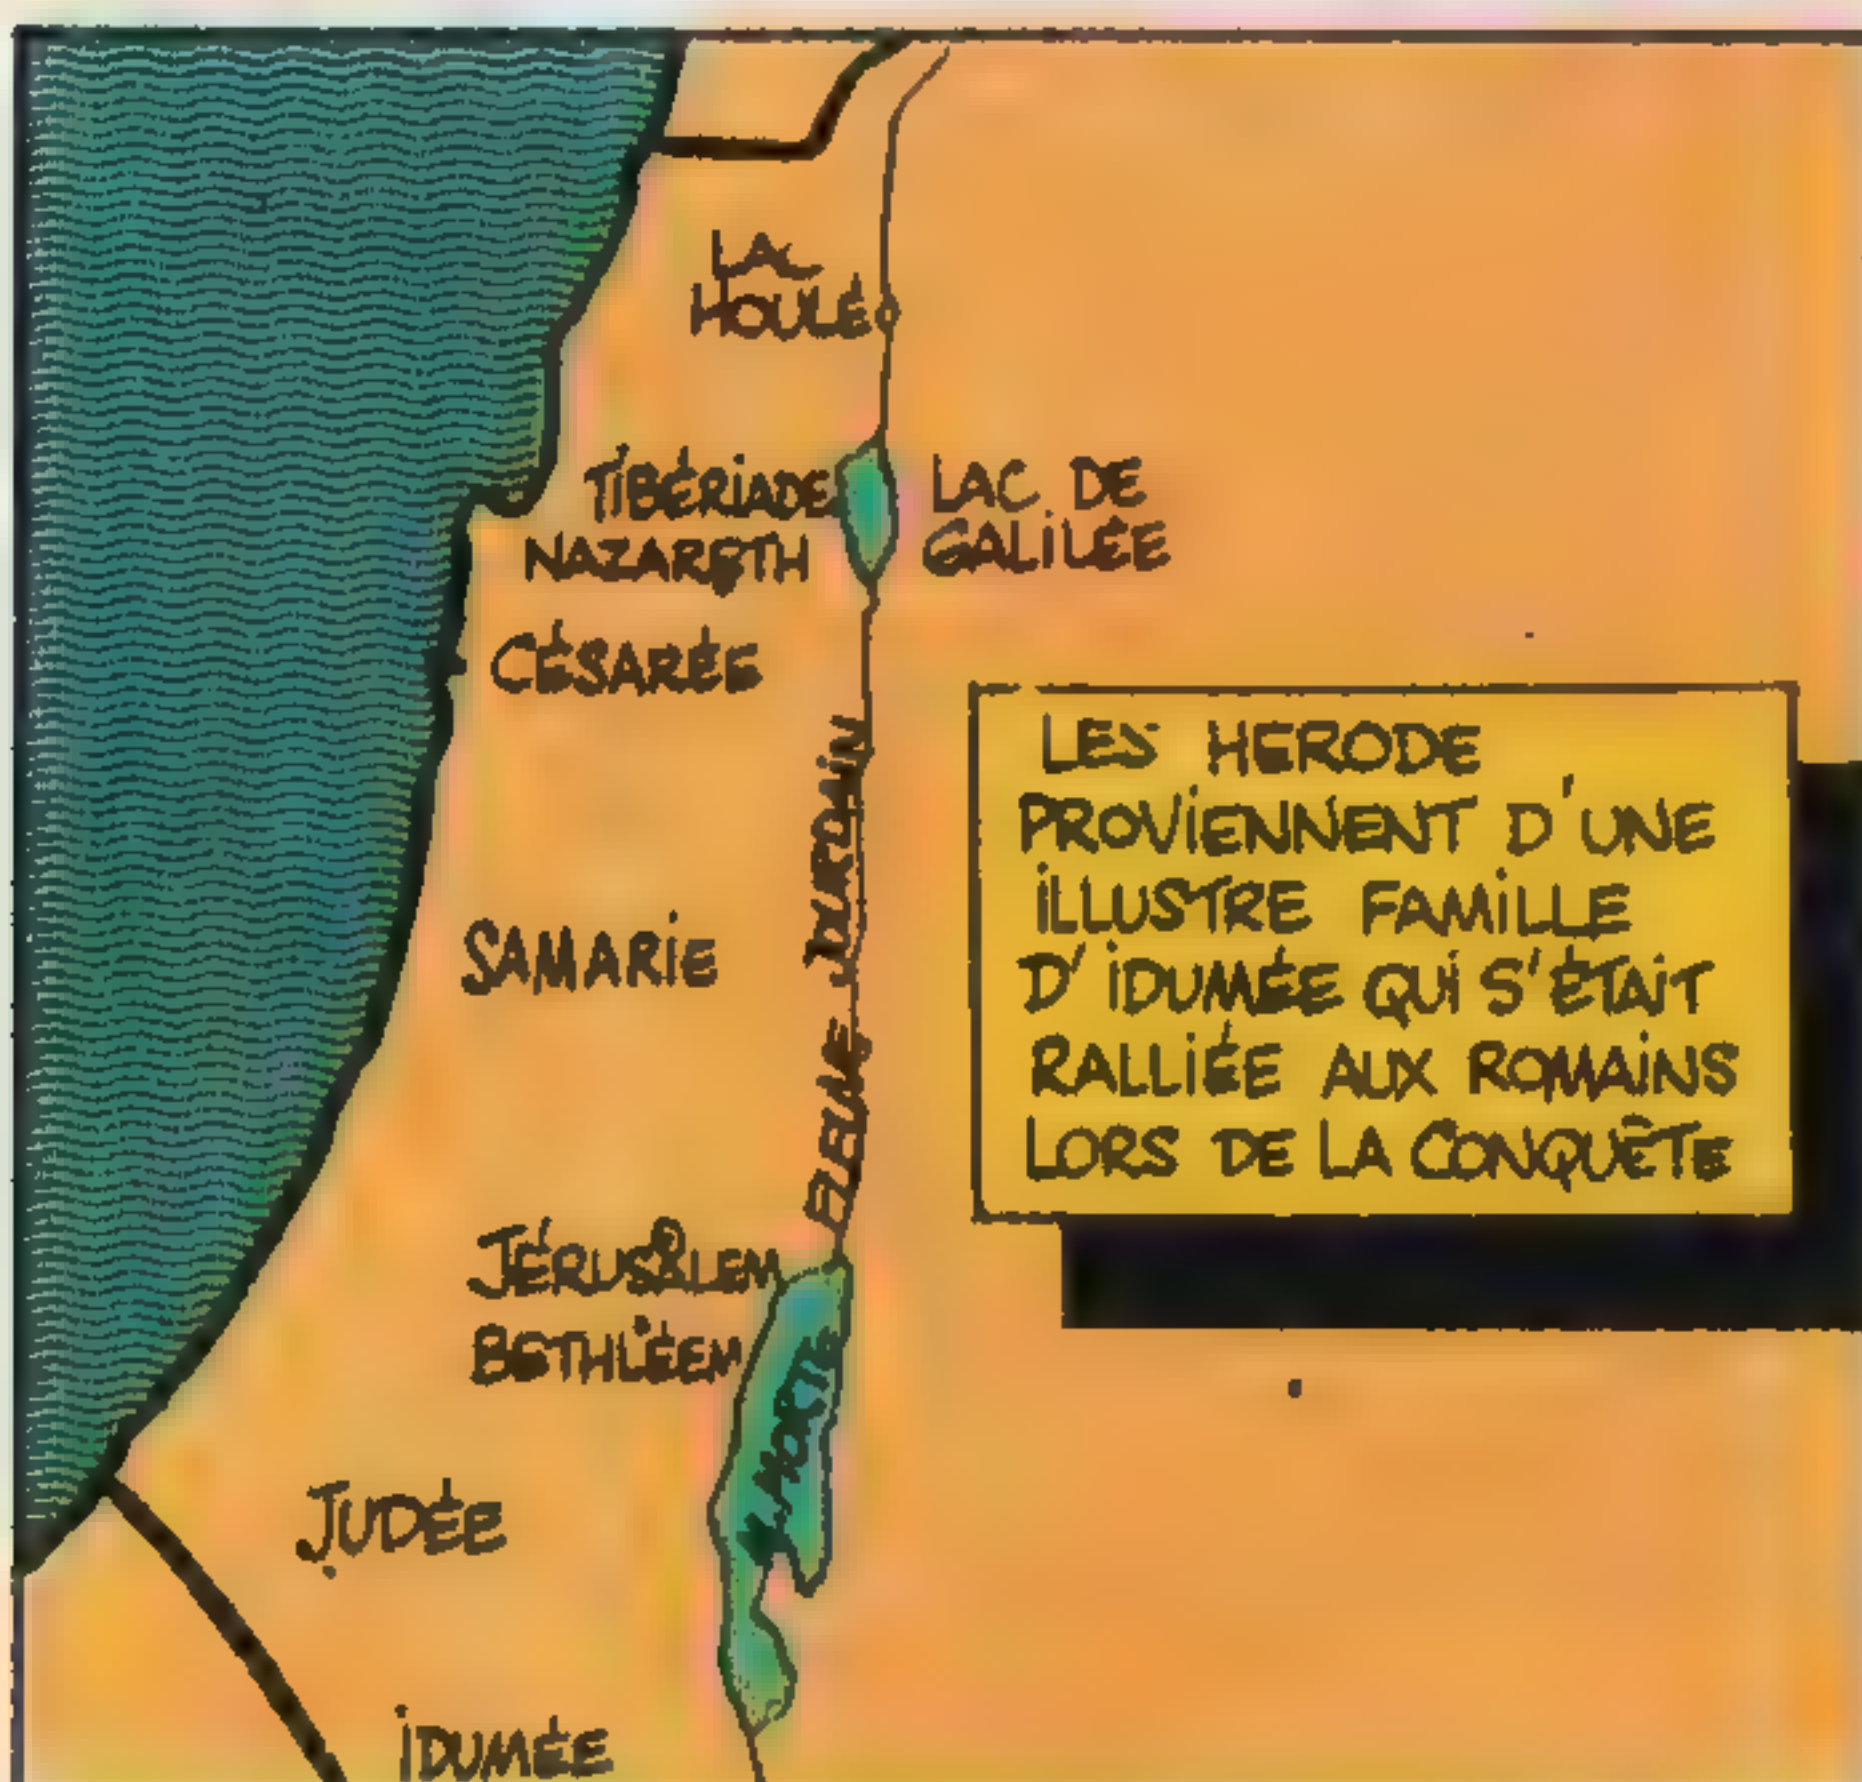 LAC
HOULÉ
TIBÉRIADE
LAC DE
GALILÉE
NAZARETH
CÉSARÉE
LES HERODE
PROVIENNENT D'UNE
ILLUSTRE FAMILLE
D'IDUMÉE QUI S'ÉTAIT
RALLIÉE AUX ROMAINS
LORS DE LA CONQUÊTE
SAMARIE
FLEUVE JOURDAIN
JÉRUSALEM
BETHLÉEM
M. MORTE
JUDÉE
IDUMÉE